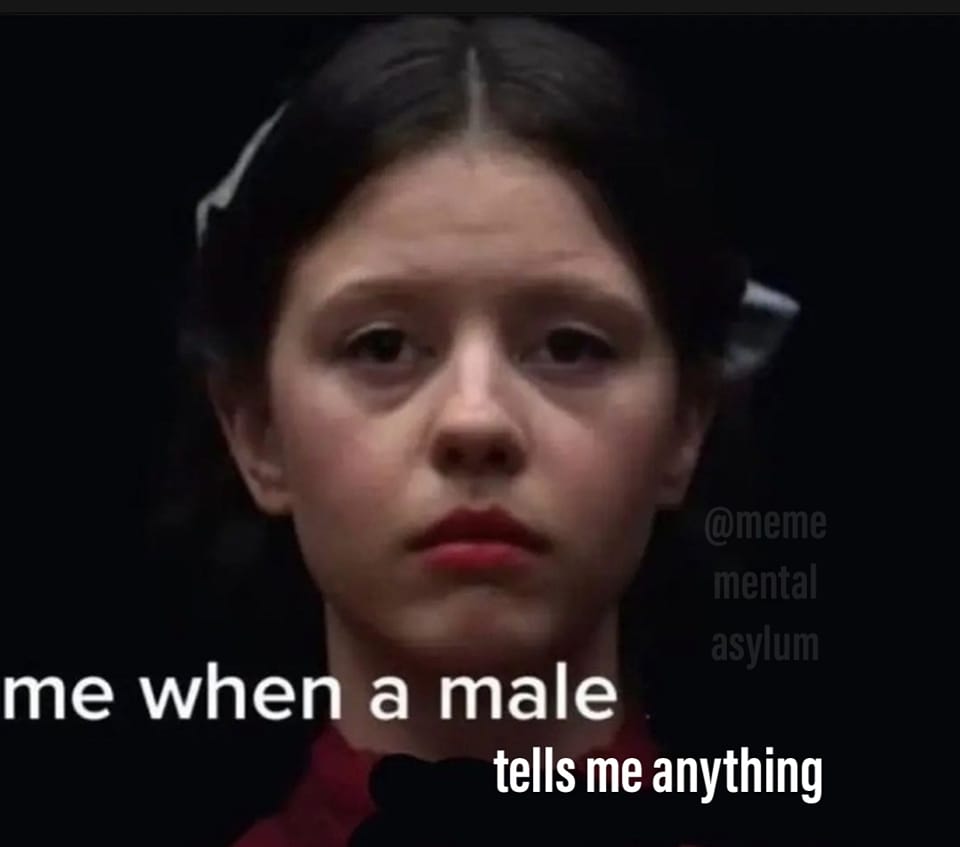 @meme
mental
asylum
me when a male
tells me anything